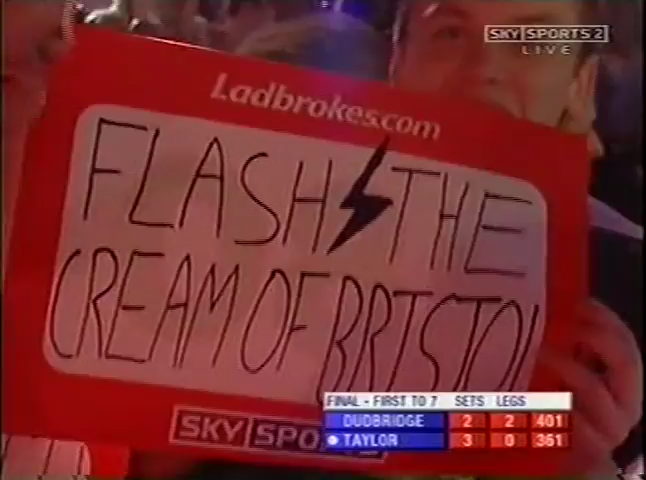 SKY SPORTS 2
LIVE
Ladbrokes.com
FLASH THE
CREAM OF BRISTOL
FINAL - FIRST TO 7 SETS LEGS
DUDBRIDGE 2 2 401
TAYLOR 3 0 361
SKY SPO